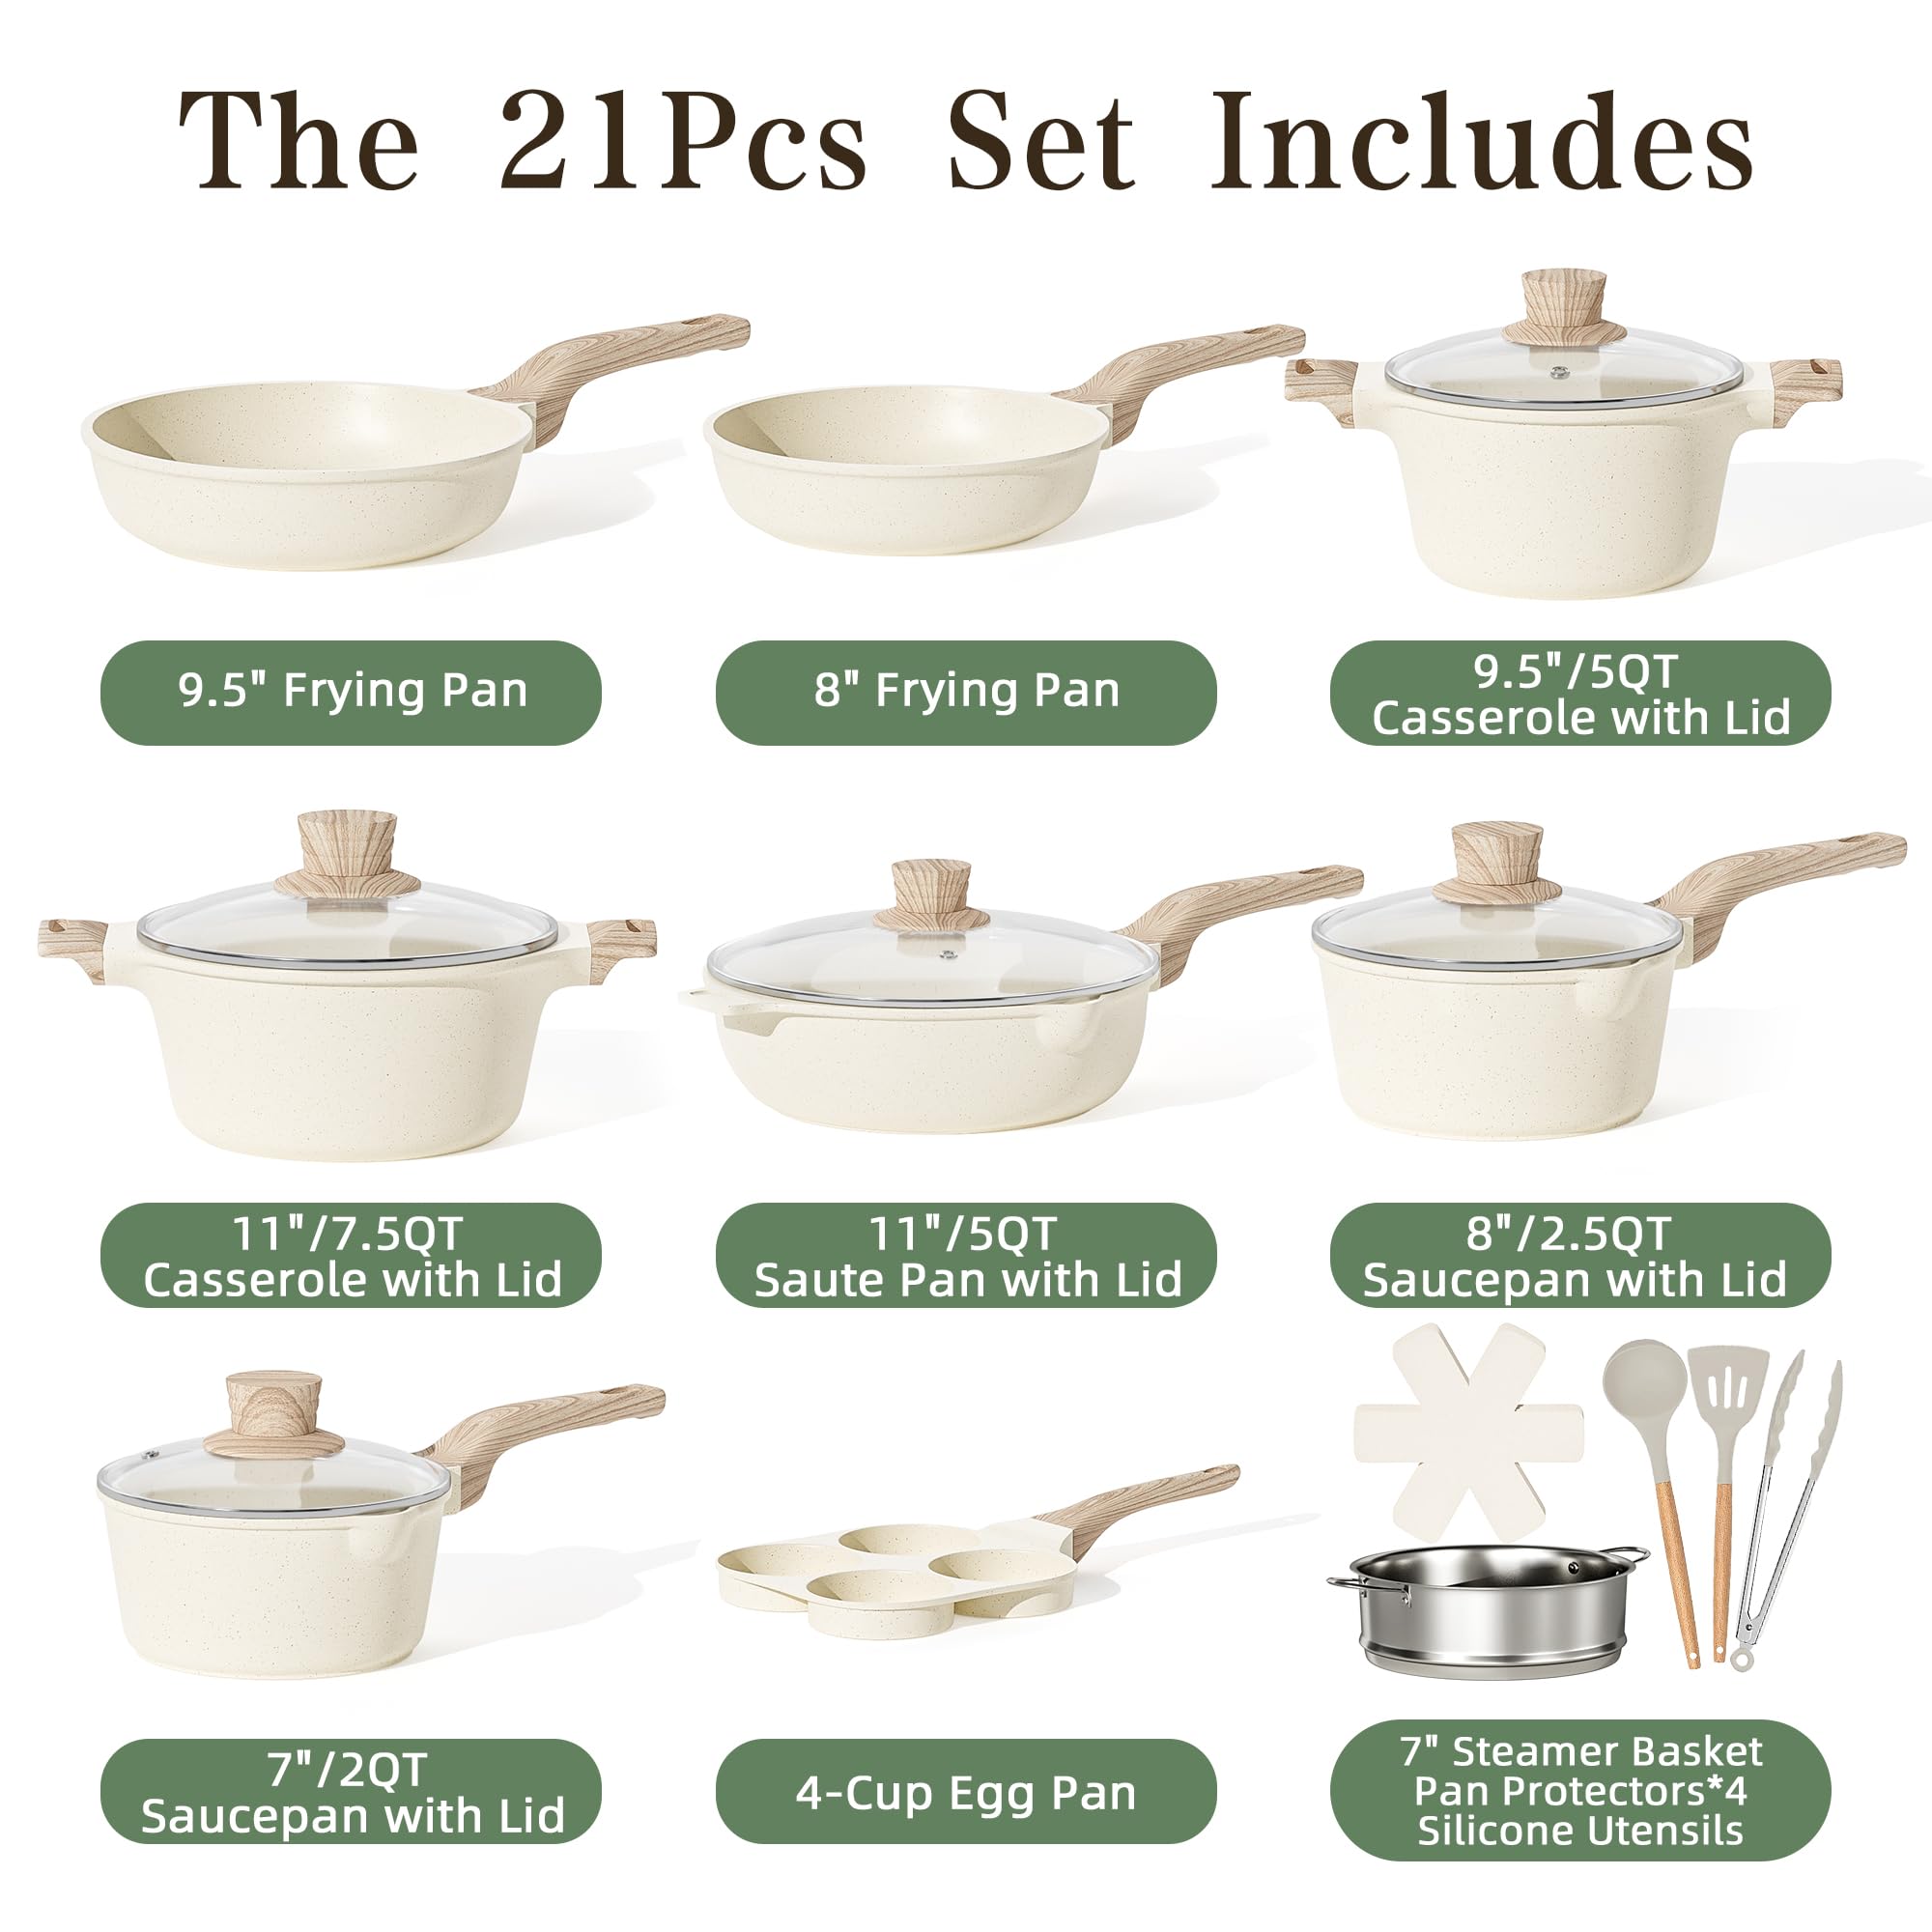 The 21Pcs Set Includes
9.5" Frying Pan
8" Frying Pan
9.5"/5QT
Casserole with Lid
11"/7.5QT
Casserole with Lid
11"/5QT
Saute Pan with Lid
8"/2.5QT
Saucepan with Lid
7"/2QT
Saucepan with Lid
4-Cup Egg Pan
7" Steamer Basket
Pan Protectors*4
Silicone Utensils